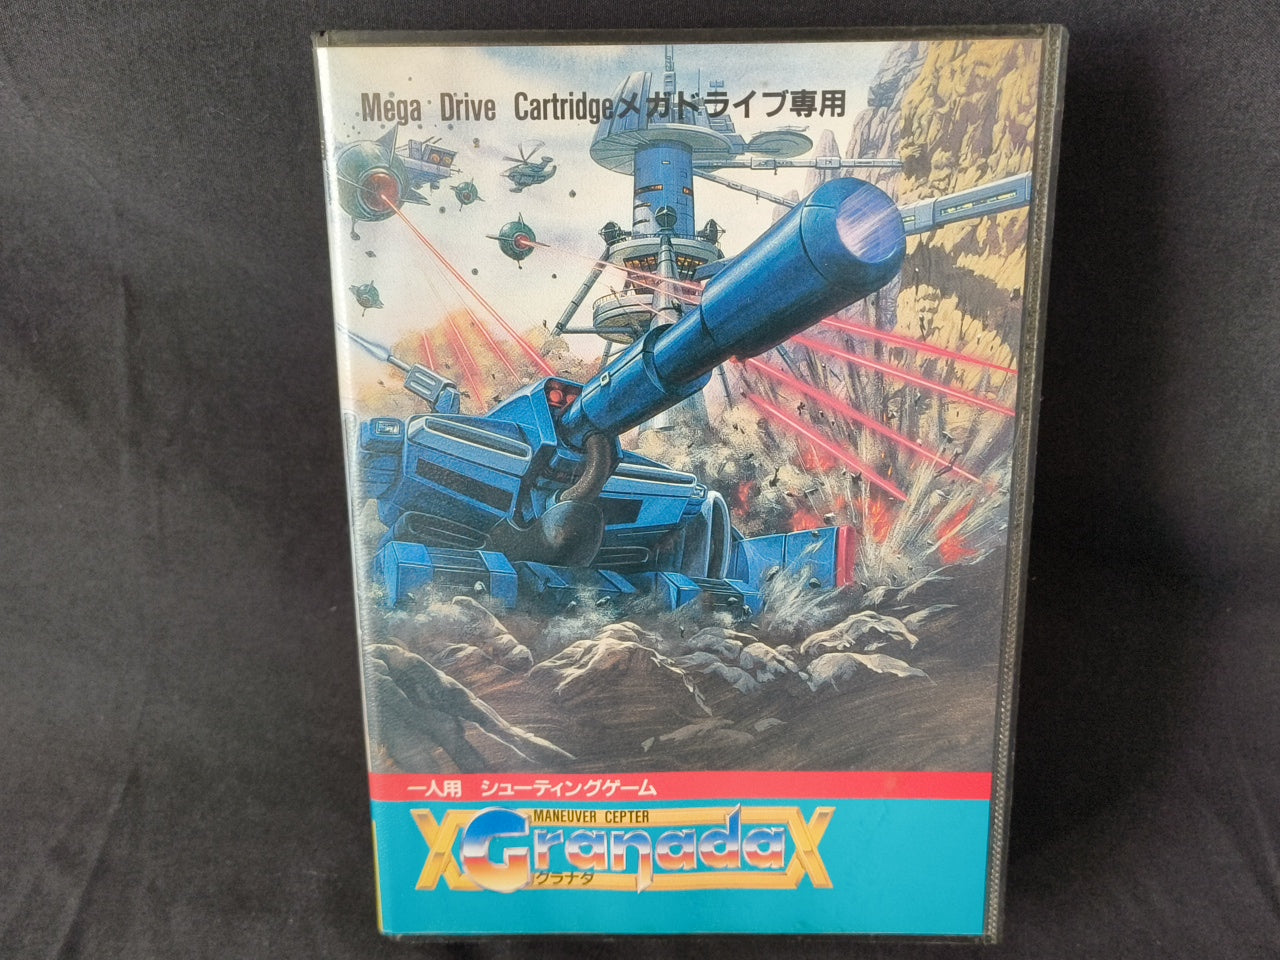 Mega Drive Cartridgeメガドライブ専用
一人用 シューティングゲーム
MANEUVER CEPTER
X Granada X
グラナダ